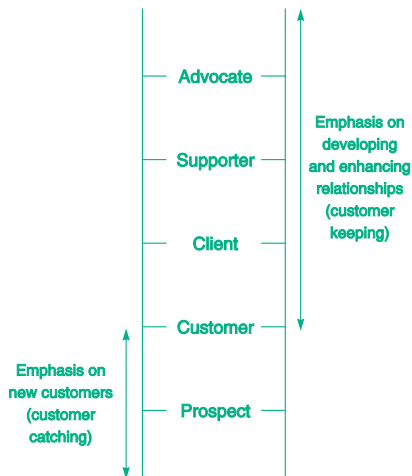 Advocate
Supporter
Client
Customer
Prospect
Emphasis on
developing
and enhancing
relationships
(customer
keeping)
Emphasis on
new customers
(customer
catching)